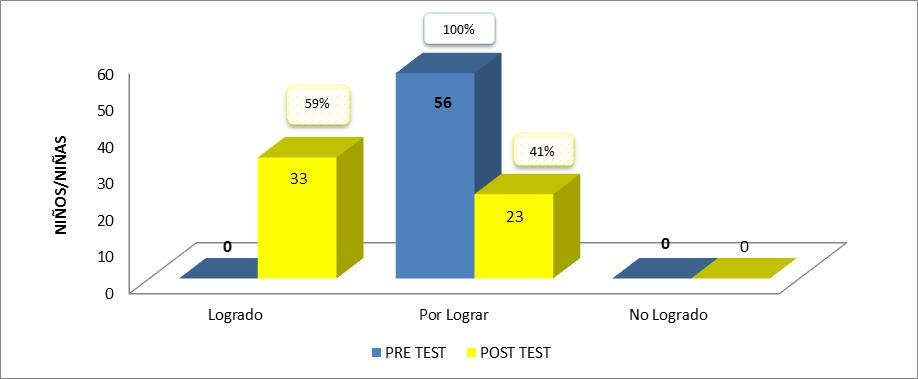 100%
59%
41%
NIÑOS/NIÑAS
60
50
40
30
20
10
0
0
33
56
23
0
0
Logrado
Por Lograr
No Logrado
PRE TEST
POST TEST